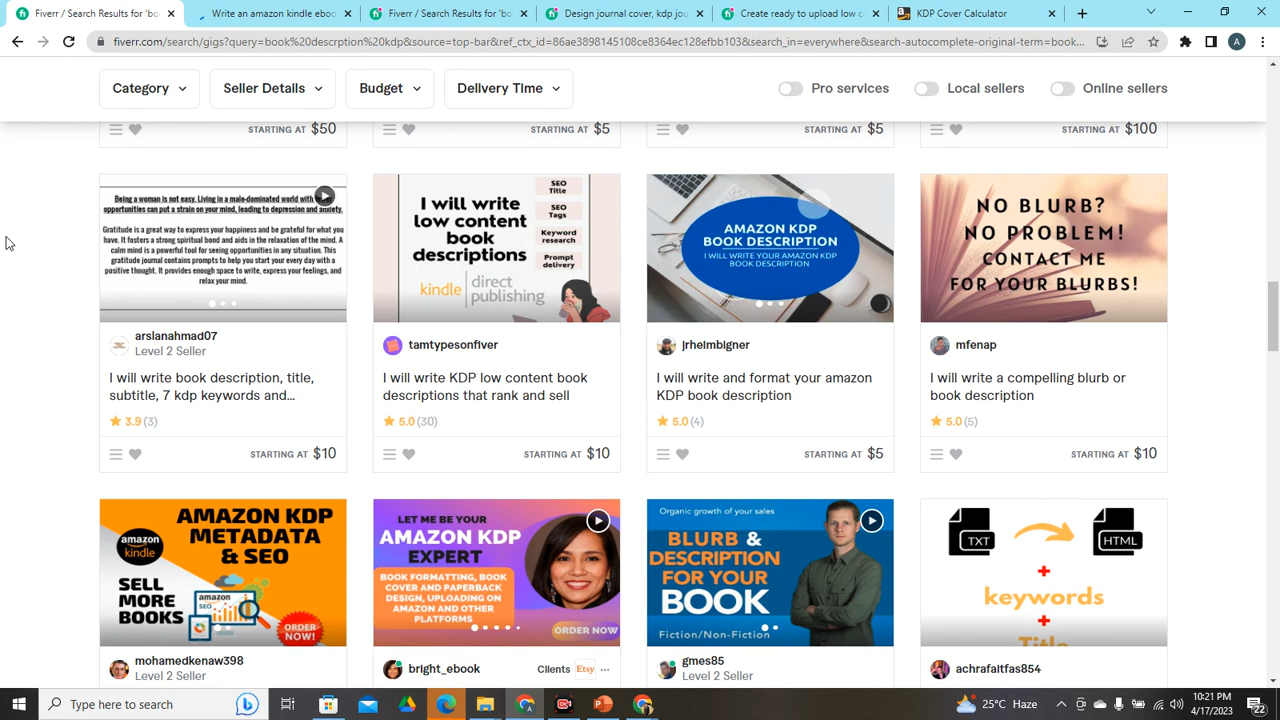 Fiverr / Search results for 'bo
Write an amazon kindle eboo
Fiverr / Search results for 'bo
Design journal cover, kdp jou
Create ready to upload low c
KDP Cover Calculator
fiverr.com/search/gigs?query=book%20descrption%20kdp&source=top-bar&ref_ctx_id=86ae3898145108ce8364ec128efbb103&search_in=everywhere&search-autocomplete-original-term=book...
A
Category
Seller Details
Budget
Delivery Time
Pro services
Local sellers
Online sellers
STARTING AT $50
STARTING AT $5
STARTING AT $5
STARTING AT $100
Being a woman is not easy. Living in a male-dominated world with
opportunities can put a strain on your mind, leading to depression and anxiety.
Gratitude is a great way to express your happiness and be grateful for what you
have. It fosters a strong spiritual bond and aids in the relaxation of the mind. A
calm mind is a powerful tool for seeing opportunities in any situation. This
gratitude journal contains prompts to help you start your every day with a
positive thought. It provides enough space to write, express your feelings, and
relax your mind.
arslanahmad07
Level 2 Seller
I will write book description, title,
subtitle, 7 kdp keywords and...
3.9 (3)
STARTING AT $10
I will write
low content
book
descriptions
SEO
Title
SEO
Tags
Keyword
research
Prompt
delivery
kindle direct
publishing
tamtypesonfiver
I will write KDP low content book
descriptions that rank and sell
5.0 (30)
STARTING AT $10
AMAZON KDP
BOOK DESCRIPTION
I WILL WRITE YOUR AMAZON KDP
BOOK DESCRIPTION
jrheimbigner
I will write and format your amazon
KDP book description
5.0 (4)
STARTING AT $5
NO BLURB?
NO PROBLEM!
CONTACT ME
FOR YOUR BLURBS!
mfenap
I will write a compelling blurb or
book description
5.0 (5)
STARTING AT $10
AMAZON KDP
METADATA
& SEO
amazon
kindle
SELL
MORE
BOOKS
amazon
SEO
ORDER
NOW!
mohamedkenaw398
Level 2 Seller
LET ME BE YOUR
AMAZON KDP
EXPERT
BOOK FORMATTING, BOOK
COVER AND PAPERBACK
DESIGN, UPLOADING ON
AMAZON AND OTHER
PLATFORMS
ORDER NOW
bright_ebook
Clients Etsy ...
Organic growth of your sales
BLURB &
DESCRIPTION
FOR YOUR
BOOK
Fiction/Non-Fiction
gmes85
Level 2 Seller
TXT
HTML
+
keywords
+
Title
achrafaitfas854
Type here to search
25°C Haze
10:21 PM
4/17/2023
22